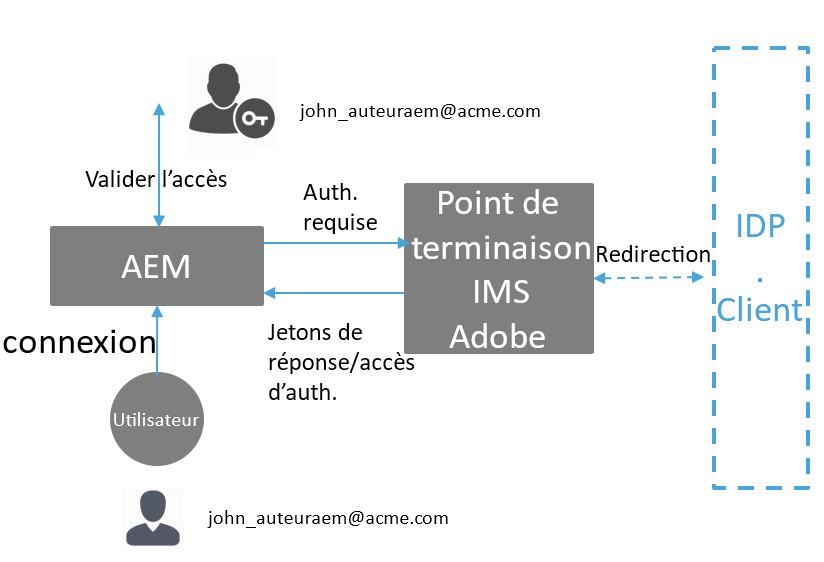 john_auteuraem@acme.com
Valider l’accès
Auth.
requise
AEM
Point de
terminaison
IMS
Adobe
Redirection
IDP
.
Client
connexion
Jetons de
réponse/accès
d’auth.
Utilisateur
john_auteuraem@acme.com